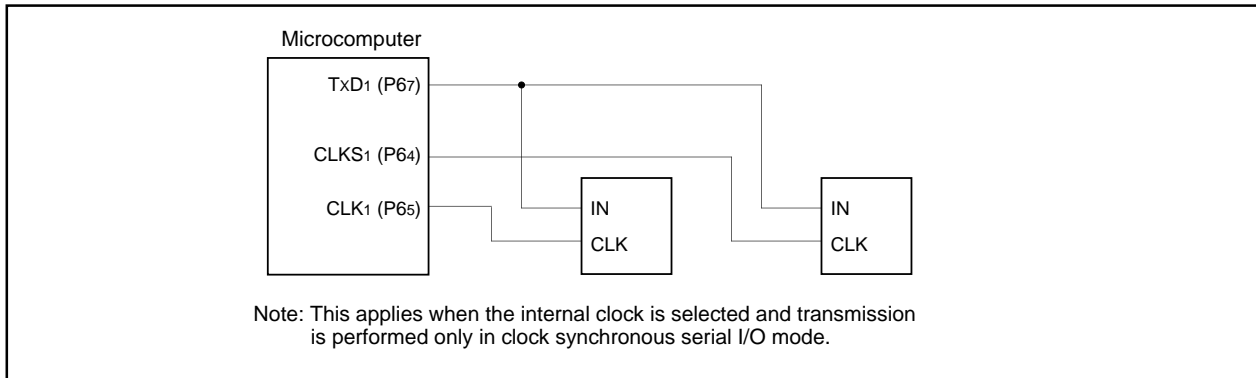 Microcomputer
TxD1 (P67)
CLKS1 (P64)
CLK1 (P65)
IN
CLK
IN
CLK
Note: This applies when the internal clock is selected and transmission
is performed only in clock synchronous serial I/O mode.